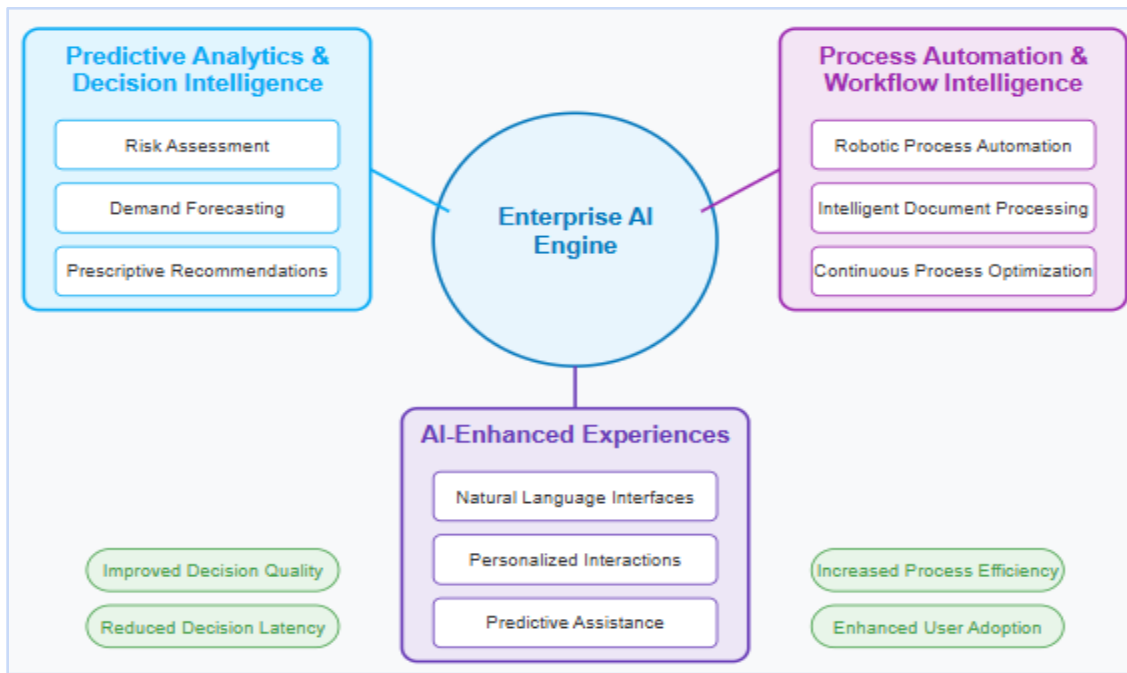 Predictive Analytics &
Decision Intelligence
Risk Assessment
Demand Forecasting
Prescriptive Recommendations
Enterprise AI
Engine
Process Automation &
Workflow Intelligence
Robotic Process Automation
Intelligent Document Processing
Continuous Process Optimization
AI-Enhanced Experiences
Natural Language Interfaces
Personalized Interactions
Predictive Assistance
Improved Decision Quality
Reduced Decision Latency
Increased Process Efficiency
Enhanced User Adoption